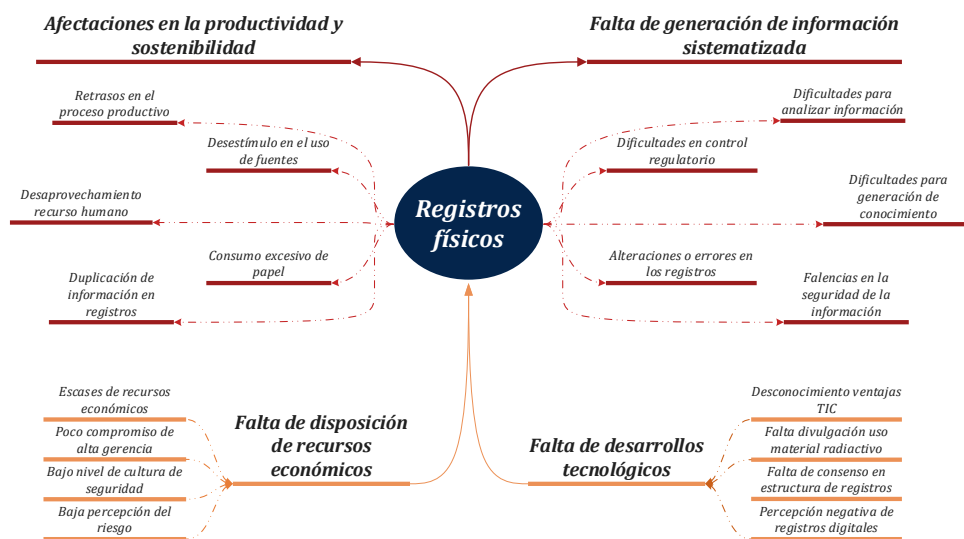 Afectaciones en la productividad y
sostenibilidad
Falta de generación de información
sistematizada
Retrasos en el
proceso productivo
Desestímulo en el uso
de fuentes
Desaprovechamiento
recurso humano
Consumo excesivo de
papel
Duplicación de
información en
registros
Registros
físicos
Dificultades para
analizar información
Dificultades en control
regulatorio
Dificultades para
generación de
conocimiento
Alteraciones o errores en
los registros
Falencias en la
seguridad de la
información
Escases de recursos
económicos
Poco compromiso de
alta gerencia
Bajo nivel de cultura de
seguridad
Baja percepción del
riesgo
Falta de disposición
de recursos
económicos
Falta de desarrollos
tecnológicos
Desconocimiento ventajas
TIC
Falta divulgación uso
material radiactivo
Falta de consenso en
estructura de registros
Percepción negativa de
registros digitales